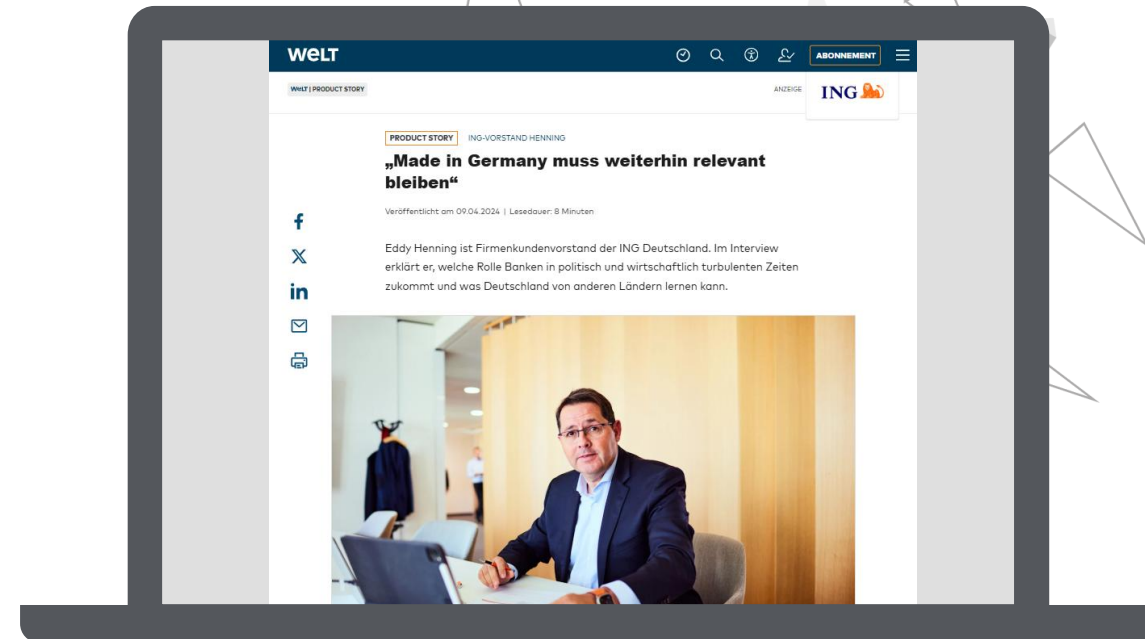 WELT
ABONNEMENT
WELT | PRODUCT STORY
ANZEIGE
ING
PRODUCT STORY ING-VORSTAND HENNING
„Made in Germany muss weiterhin relevant
bleiben“
Veröffentlicht am 09.04.2024 | Lesedauer: 8 Minuten
Eddy Henning ist Firmenkundenvorstand der ING Deutschland. Im Interview
erklärt er, welche Rolle Banken in politisch und wirtschaftlich turbulenten Zeiten
zukommt und was Deutschland von anderen Ländern lernen kann.